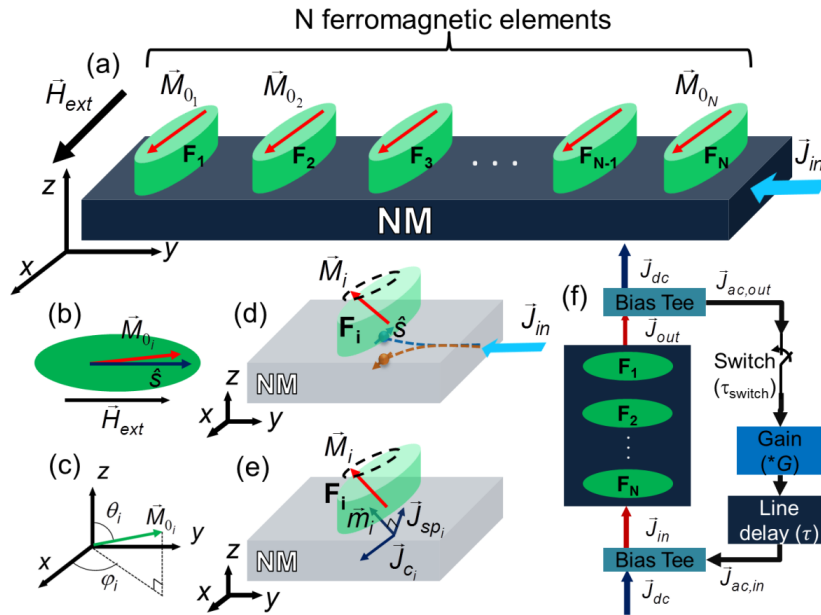 N ferromagnetic elements
(a)
H⃗ext
M⃗01
M⃗02
M⃗0N
F1
F2
F3
. . .
FN-1
FN
J⃗in
NM
z
y
x
(b)
M⃗0i
ŝ
H⃗ext
(c)
z
θi
M⃗0i
y
x
φi
(d)
M⃗i
Fi
ŝ
J⃗in
NM
z
x
y
(e)
M⃗i
Fi
m⃗i
J⃗spi
J⃗ci
NM
z
x
y
(f)
J⃗dc
J⃗ac,out
Bias Tee
J⃗out
F1
F2
⋮
FN
Switch
(τswitch)
Gain
(*G)
Line
delay (τ)
J⃗in
Bias Tee
J⃗ac,in
J⃗dc